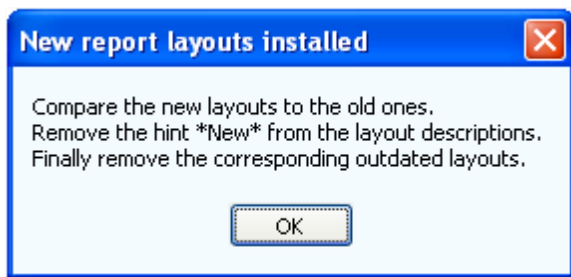 New report layouts installed
Compare the new layouts to the old ones.
Remove the hint *New* from the layout descriptions.
Finally remove the corresponding outdated layouts.
OK